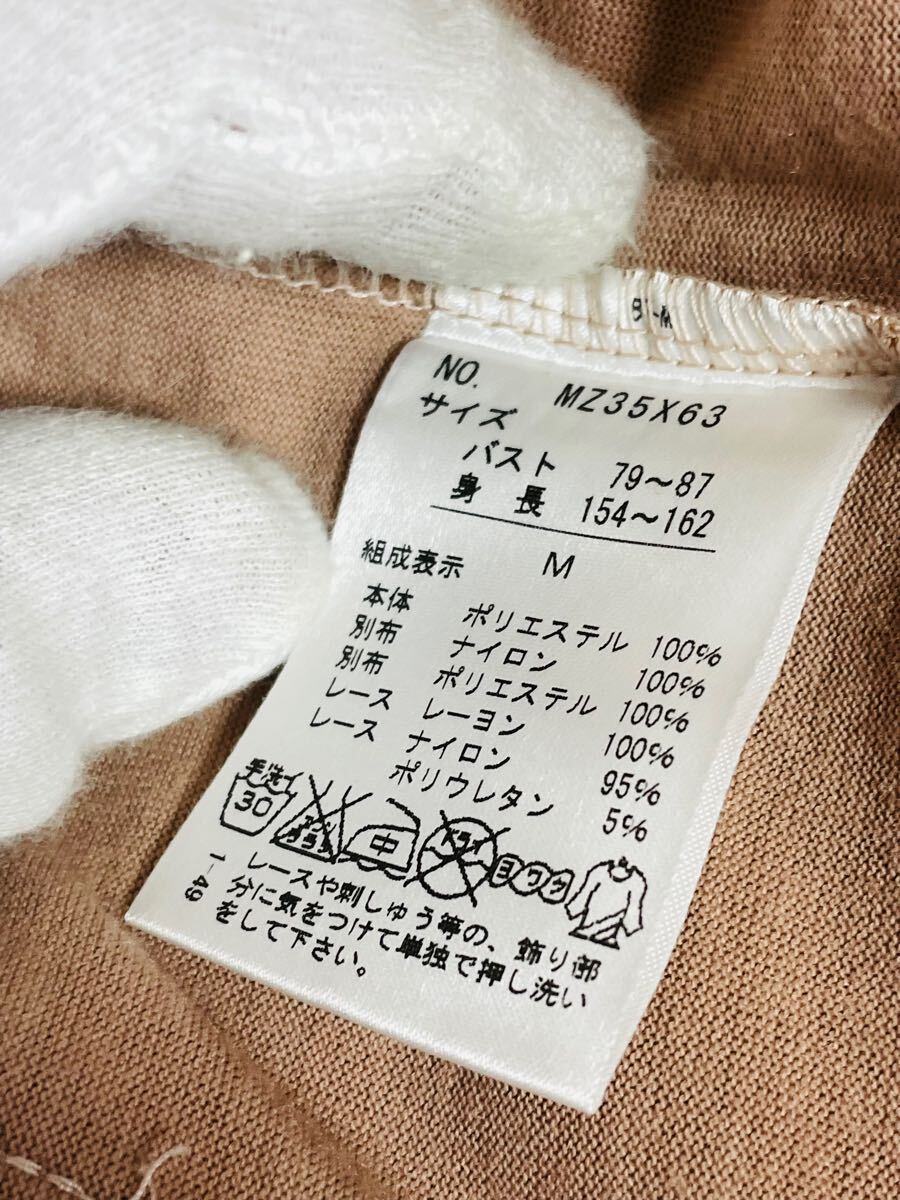 NO. MZ35X63
サイズ
バスト 79〜87
身長 154〜162
M
組成表示
本体 ポリエステル 100%
別布 ナイロン 100%
別布 ポリエステル 100%
レース レーヨン 100%
レース ナイロン 95%
ポリウレタン 5%
手洗イ 30
中
ドライ
ヨワク
レースや刺しゅう等の、飾り部
分に気をつけて単独で押し洗い
をして下さい。
1-49